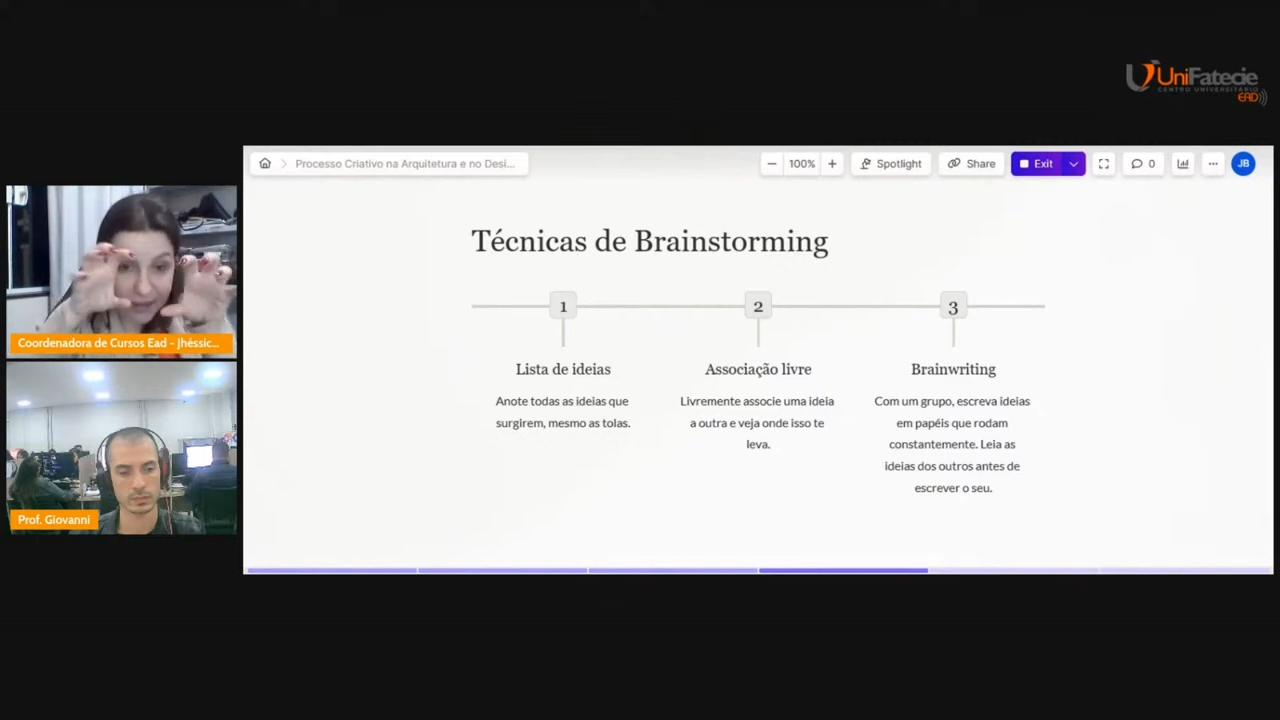 UniFatecie
CENTRO UNIVERSITÁRIO
EAD
Processo Criativo na Arquitetura e no Desi...
100%
Spotlight
Share
Exit
0
JB
Técnicas de Brainstorming
1
2
3
Lista de ideias
Anote todas as ideias que
surgirem, mesmo as tolas.
Associação livre
Livremente associe uma ideia
a outra e veja onde isso te
leva.
Brainwriting
Com um grupo, escreva ideias
em papéis que rodam
constantemente. Leia as
ideias dos outros antes de
escrever o seu.
Coordenadora de Cursos Ead - Jhéssic...
Prof. Giovanni